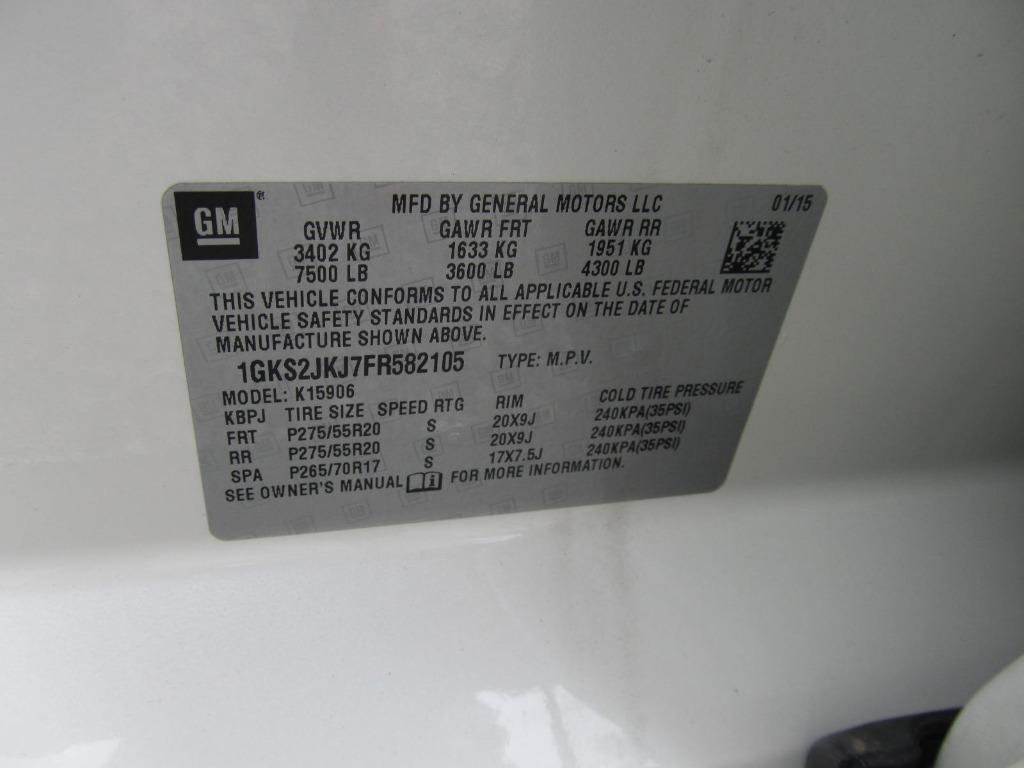 GM® MFD BY GENERAL MOTORS LLC 01/15
GVWR GAWR FRT GAWR RR
3402 KG 1633 KG 1951 KG
7500 LB 3600 LB 4300 LB
THIS VEHICLE CONFORMS TO ALL APPLICABLE U.S. FEDERAL MOTOR
VEHICLE SAFETY STANDARDS IN EFFECT ON THE DATE OF
MANUFACTURE SHOWN ABOVE.
1GKS2JKJ7FR582105 TYPE: M.P.V.
MODEL: K15906
KBPJ TIRE SIZE SPEED RTG RIM COLD TIRE PRESSURE
FRT P275/55R20 S 20X9J 240KPA(35PSI)
RR P275/55R20 S 20X9J 240KPA(35PSI)
SPA P265/70R17 S 17X7.5J 240KPA(35PSI)
SEE OWNER'S MANUAL FOR MORE INFORMATION.